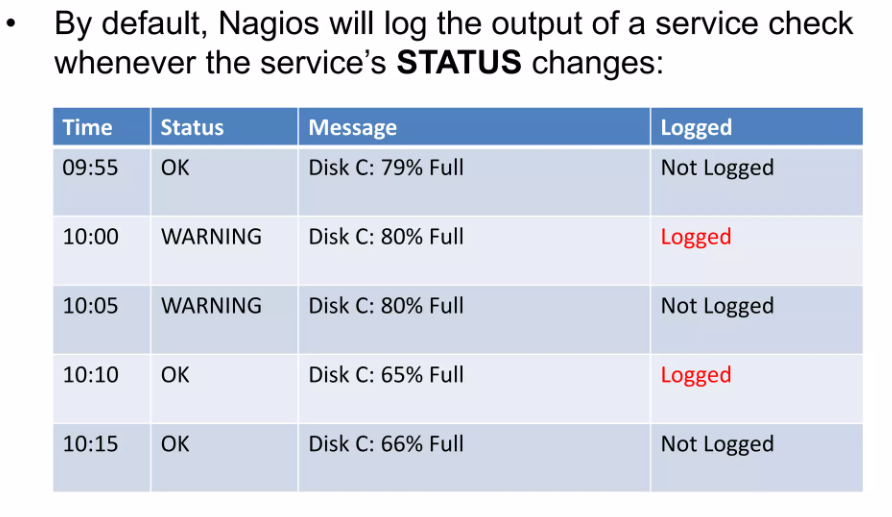 • By default, Nagios will log the output of a service check
whenever the service’s STATUS changes:
Time Status Message Logged
09:55 OK Disk C: 79% Full Not Logged
10:00 WARNING Disk C: 80% Full Logged
10:05 WARNING Disk C: 80% Full Not Logged
10:10 OK Disk C: 65% Full Logged
10:15 OK Disk C: 66% Full Not Logged